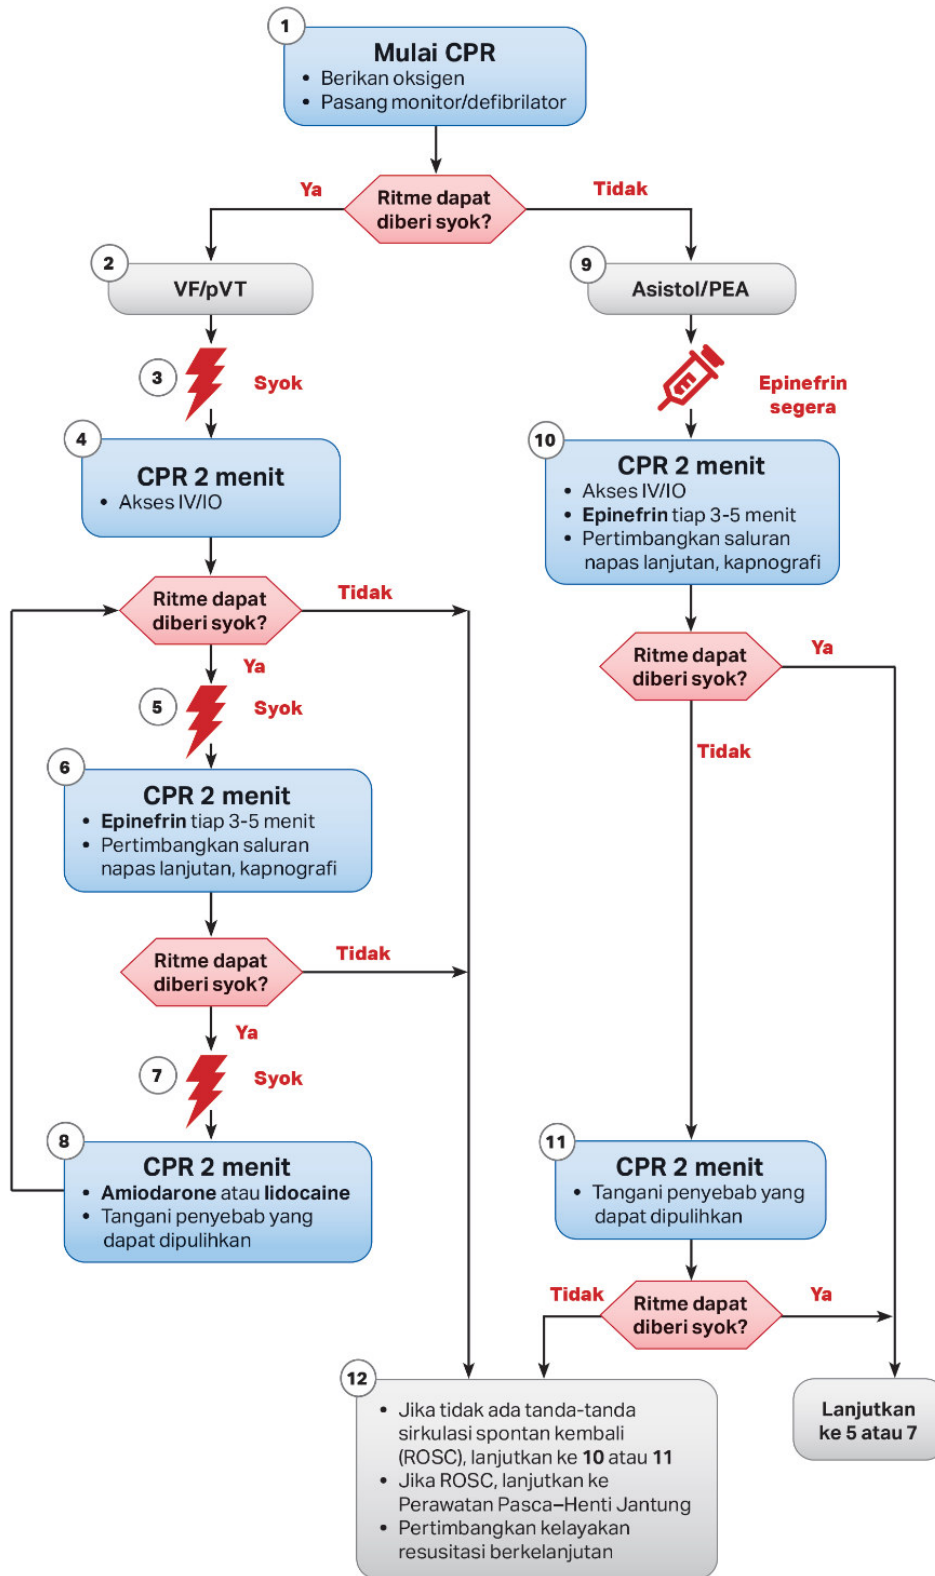 1
Mulai CPR
• Berikan oksigen
• Pasang monitor/defibrilator
Ritme dapat
diberi syok?
Ya
Tidak
2
VF/pVT
3
Syok
4
CPR 2 menit
• Akses IV/IO
Ritme dapat
diberi syok?
Tidak
Ya
5
Syok
6
CPR 2 menit
• Epinefrin tiap 3-5 menit
• Pertimbangkan saluran
napas lanjutan, kapnografi
Ritme dapat
diberi syok?
Tidak
Ya
7
Syok
8
CPR 2 menit
• Amiodarone atau lidocaine
• Tangani penyebab yang
dapat dipulihkan
9
Asistol/PEA
Epinefrin
segera
10
CPR 2 menit
• Akses IV/IO
• Epinefrin tiap 3-5 menit
• Pertimbangkan saluran
napas lanjutan, kapnografi
Ritme dapat
diberi syok?
Ya
Tidak
11
CPR 2 menit
• Tangani penyebab yang
dapat dipulihkan
Tidak
Ritme dapat
diberi syok?
Ya
12
• Jika tidak ada tanda-tanda
sirkulasi spontan kembali
(ROSC), lanjutkan ke 10 atau 11
• Jika ROSC, lanjutkan ke
Perawatan Pasca–Henti Jantung
• Pertimbangkan kelayakan
resusitasi berkelanjutan
Lanjutkan
ke 5 atau 7